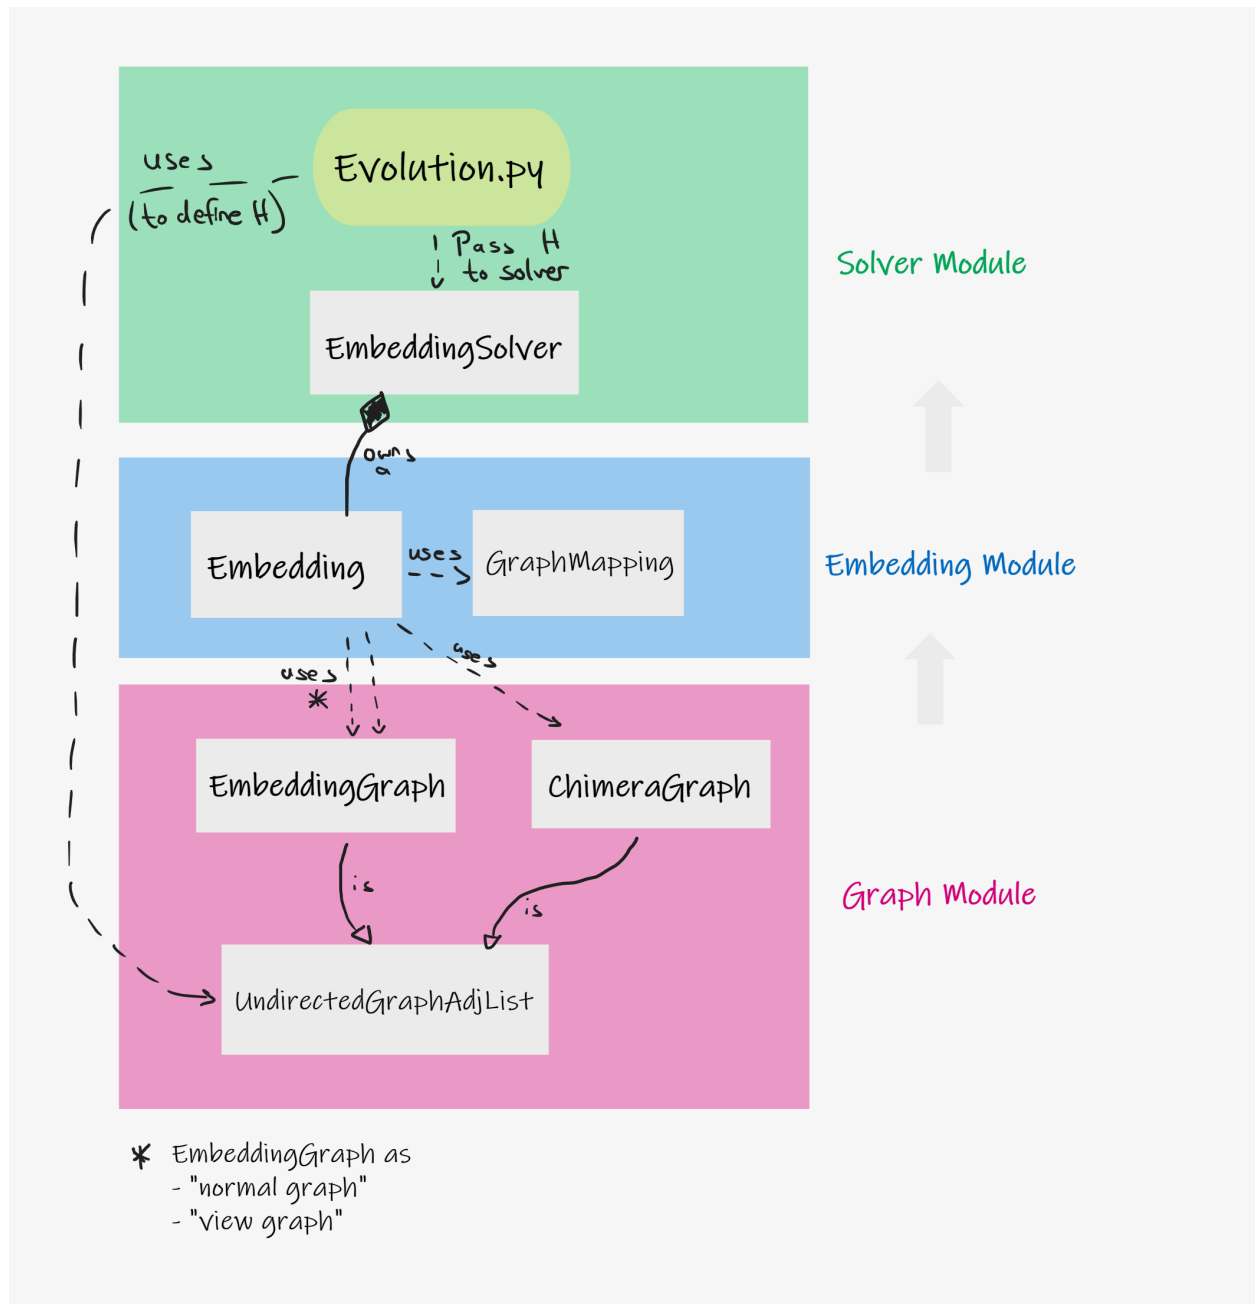 uses
(to define H)
Evolution.py
Pass H
to solver
EmbeddingSolver
Solver Module
owns
a
Embedding
uses
GraphMapping
Embedding Module
uses
*
uses
EmbeddingGraph
ChimeraGraph
is
is
Graph Module
UndirectedGraphAdjList
* EmbeddingGraph as
- "normal graph"
- "view graph"